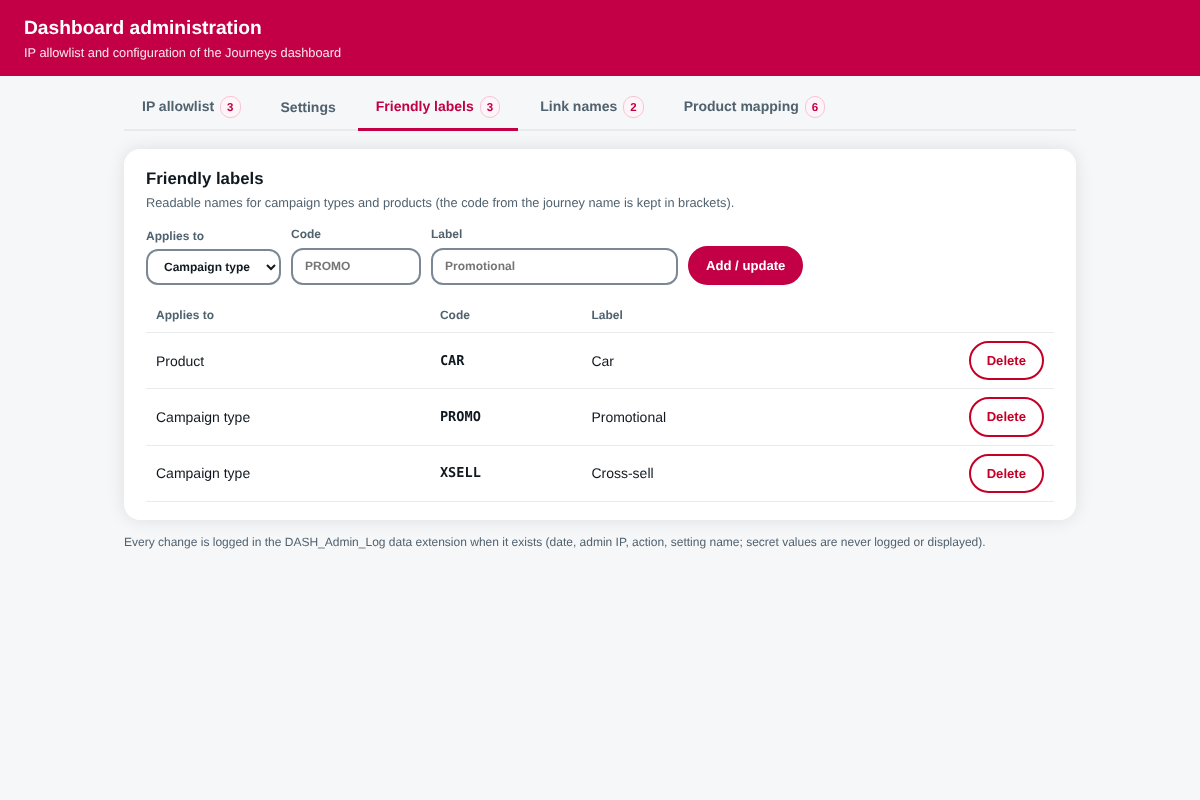 Dashboard administration
IP allowlist and configuration of the Journeys dashboard
IP allowlist 3 Settings Friendly labels 3 Link names 2 Product mapping 6
Friendly labels
Readable names for campaign types and products (the code from the journey name is kept in brackets).
Applies to Code Label
Campaign type PROMO Promotional Add / update
Applies to Code Label
Product CAR Car Delete
Campaign type PROMO Promotional Delete
Campaign type XSELL Cross-sell Delete
Every change is logged in the DASH_Admin_Log data extension when it exists (date, admin IP, action, setting name; secret values are never logged or displayed).